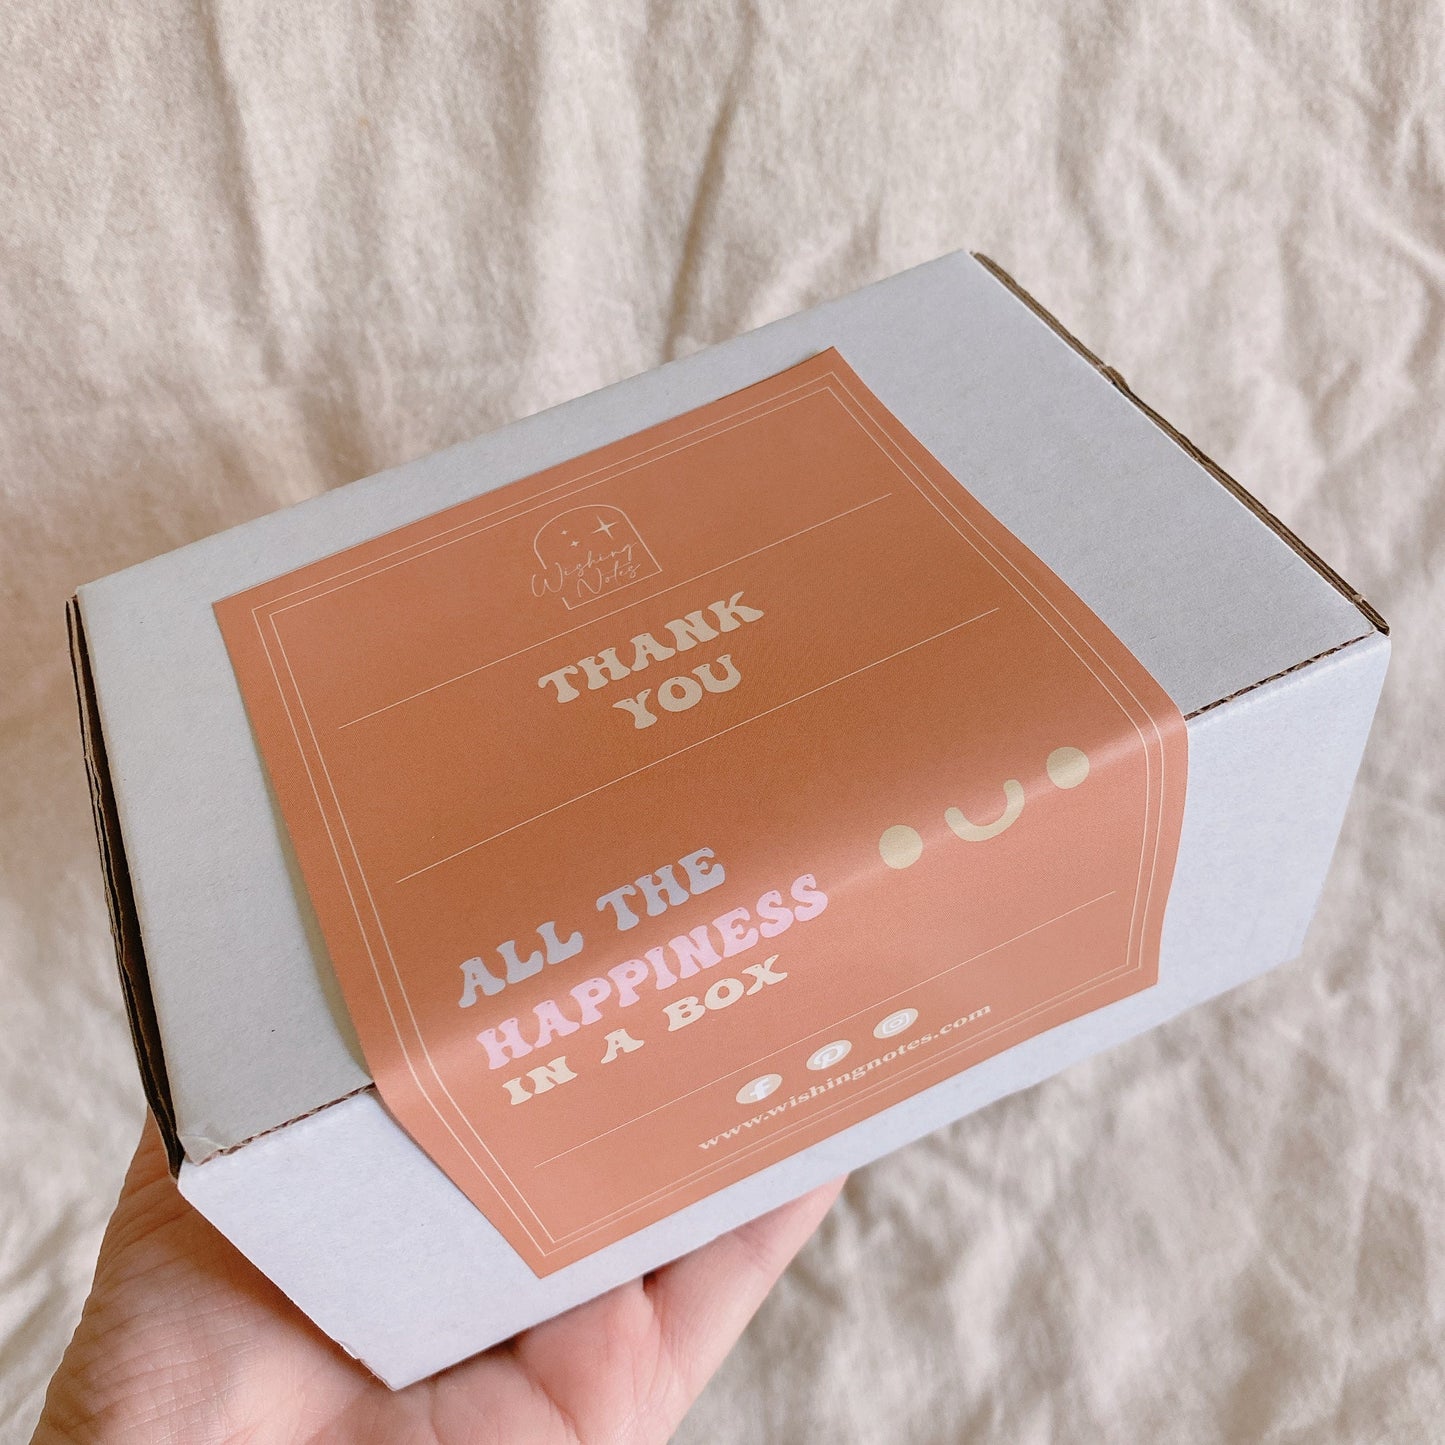 Wishing
Notes
THANK
YOU
ALL THE
HAPPINESS
IN A BOX
www.wishingnotes.com